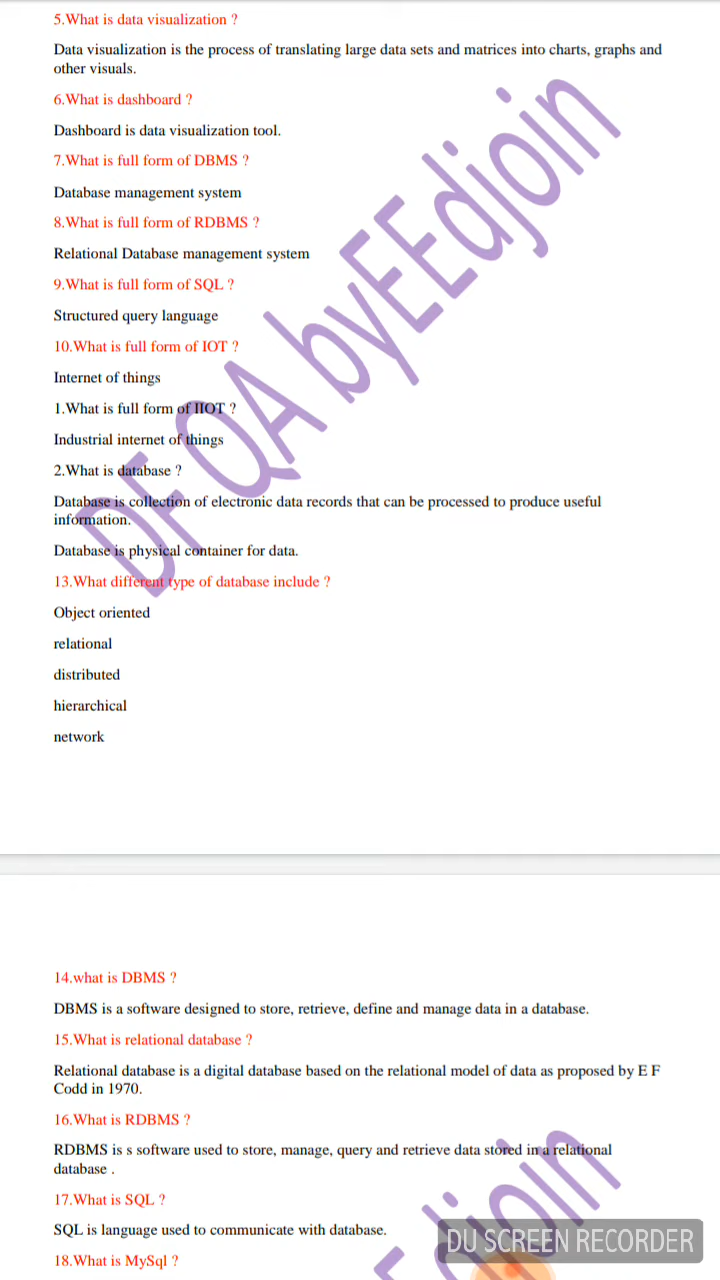 5.What is data visualization ?
Data visualization is the process of translating large data sets and matrices into charts, graphs and
other visuals.
6.What is dashboard ?
Dashboard is data visualization tool.
7.What is full form of DBMS ?
Database management system
8.What is full form of RDBMS ?
Relational Database management system
9.What is full form of SQL ?
Structured query language
10.What is full form of IOT ?
Internet of things
1.What is full form of IIOT ?
Industrial internet of things
2.What is database ?
Database is collection of electronic data records that can be processed to produce useful
information.
Database is physical container for data.
13.What different type of database include ?
Object oriented
relational
distributed
hierarchical
network
DF QA byEEdjoin
14.what is DBMS ?
DBMS is a software designed to store, retrieve, define and manage data in a database.
15.What is relational database ?
Relational database is a digital database based on the relational model of data as proposed by E F
Codd in 1970.
16.What is RDBMS ?
RDBMS is s software used to store, manage, query and retrieve data stored in a relational
database .
17.What is SQL ?
SQL is language used to communicate with database.
18.What is MySql ?
Edjoin
DU SCREEN RECORDER